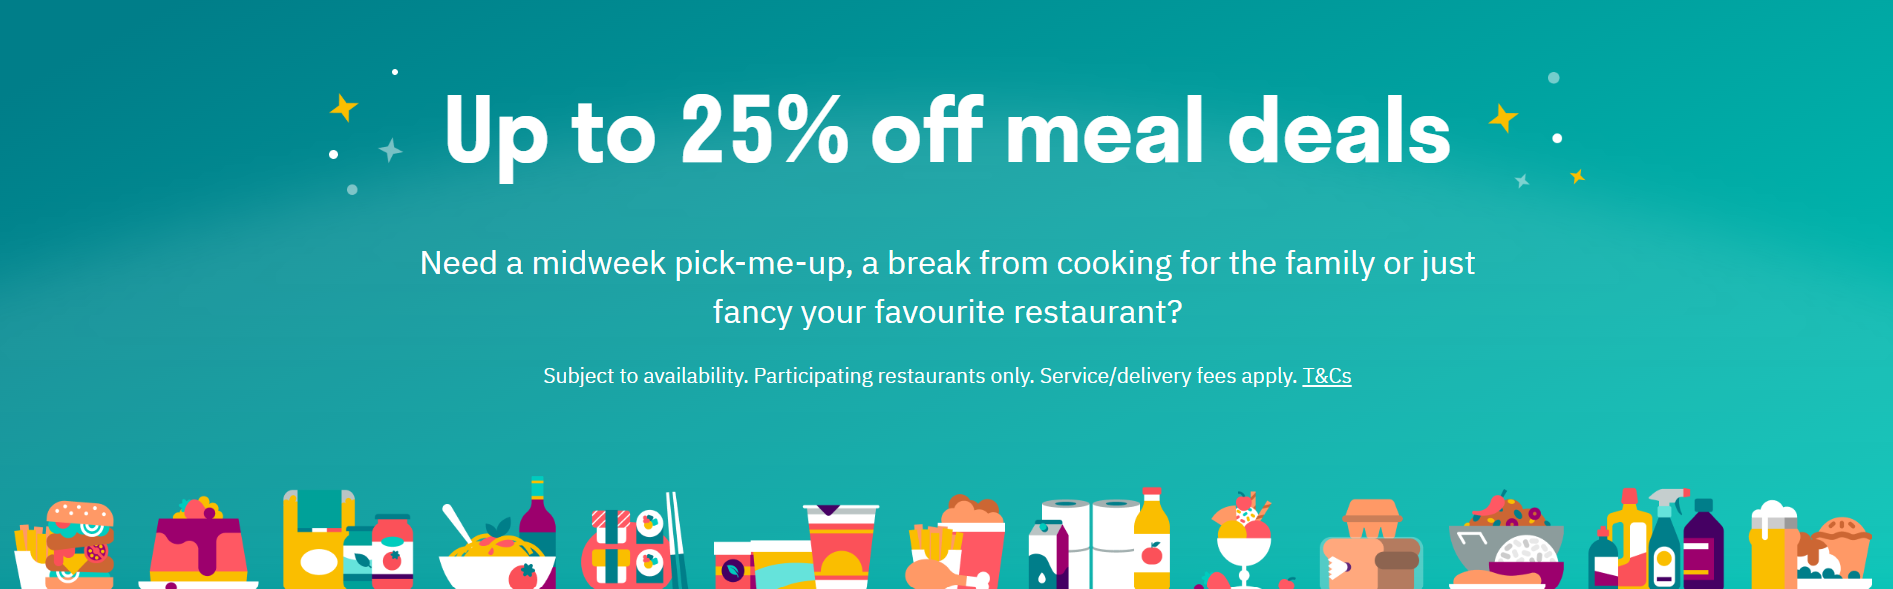 Up to 25% off meal deals
Need a midweek pick-me-up, a break from cooking for the family or just
fancy your favourite restaurant?
Subject to availability. Participating restaurants only. Service/delivery fees apply. T&Cs